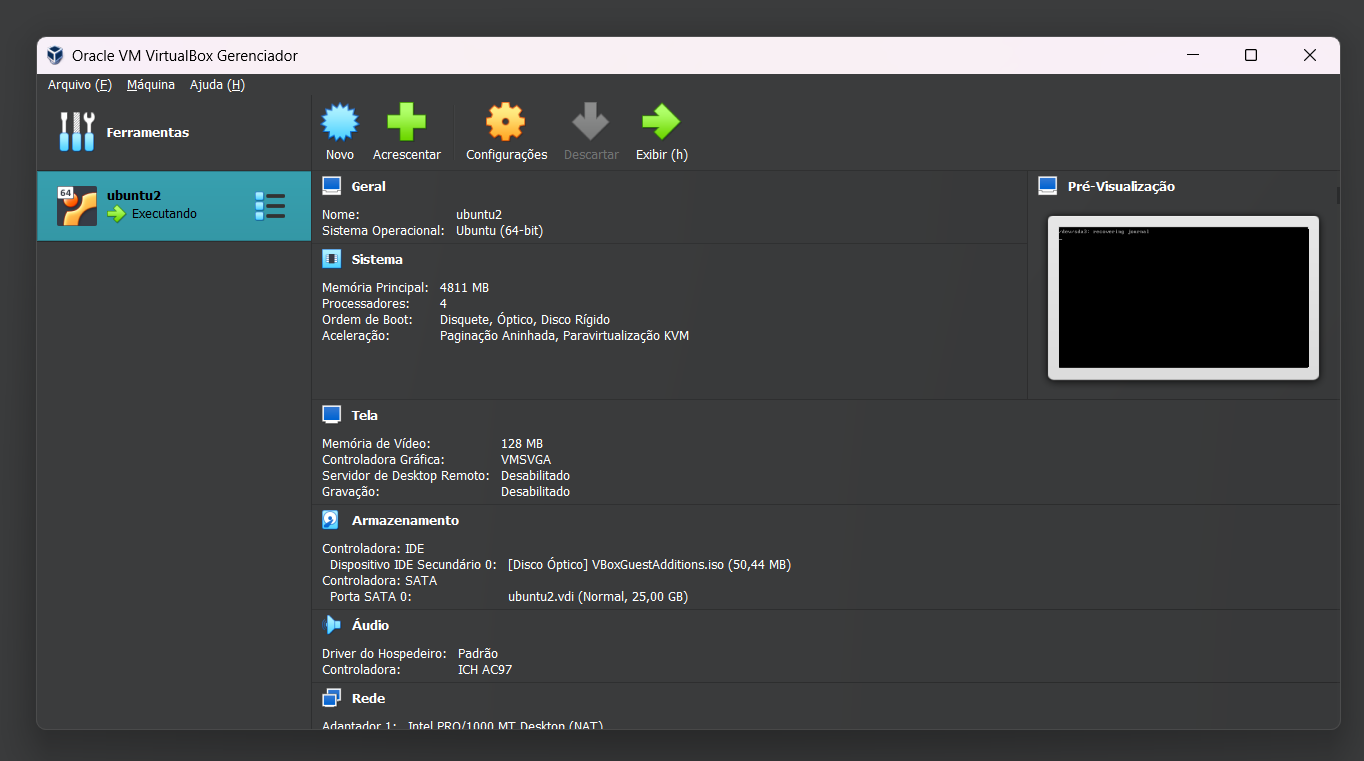 Oracle VM VirtualBox Gerenciador
Arquivo (F) Máquina Ajuda (H)
Ferramentas
Novo Acrescentar Configurações Descartar Exibir (h)
64
ubuntu2
Executando
Geral
Nome: ubuntu2
Sistema Operacional: Ubuntu (64-bit)
Pré-Visualização
/dev/sda3: recovering journal
Sistema
Memória Principal: 4811 MB
Processadores: 4
Ordem de Boot: Disquete, Óptico, Disco Rígido
Aceleração: Paginação Aninhada, Paravirtualização KVM
Tela
Memória de Vídeo: 128 MB
Controladora Gráfica: VMSVGA
Servidor de Desktop Remoto: Desabilitado
Gravação: Desabilitado
Armazenamento
Controladora: IDE
Dispositivo IDE Secundário 0: [Disco Óptico] VBoxGuestAdditions.iso (50,44 MB)
Controladora: SATA
Porta SATA 0: ubuntu2.vdi (Normal, 25,00 GB)
Áudio
Driver do Hospedeiro: Padrão
Controladora: ICH AC97
Rede
Adaptador 1: Intel PRO/1000 MT Desktop (NAT)